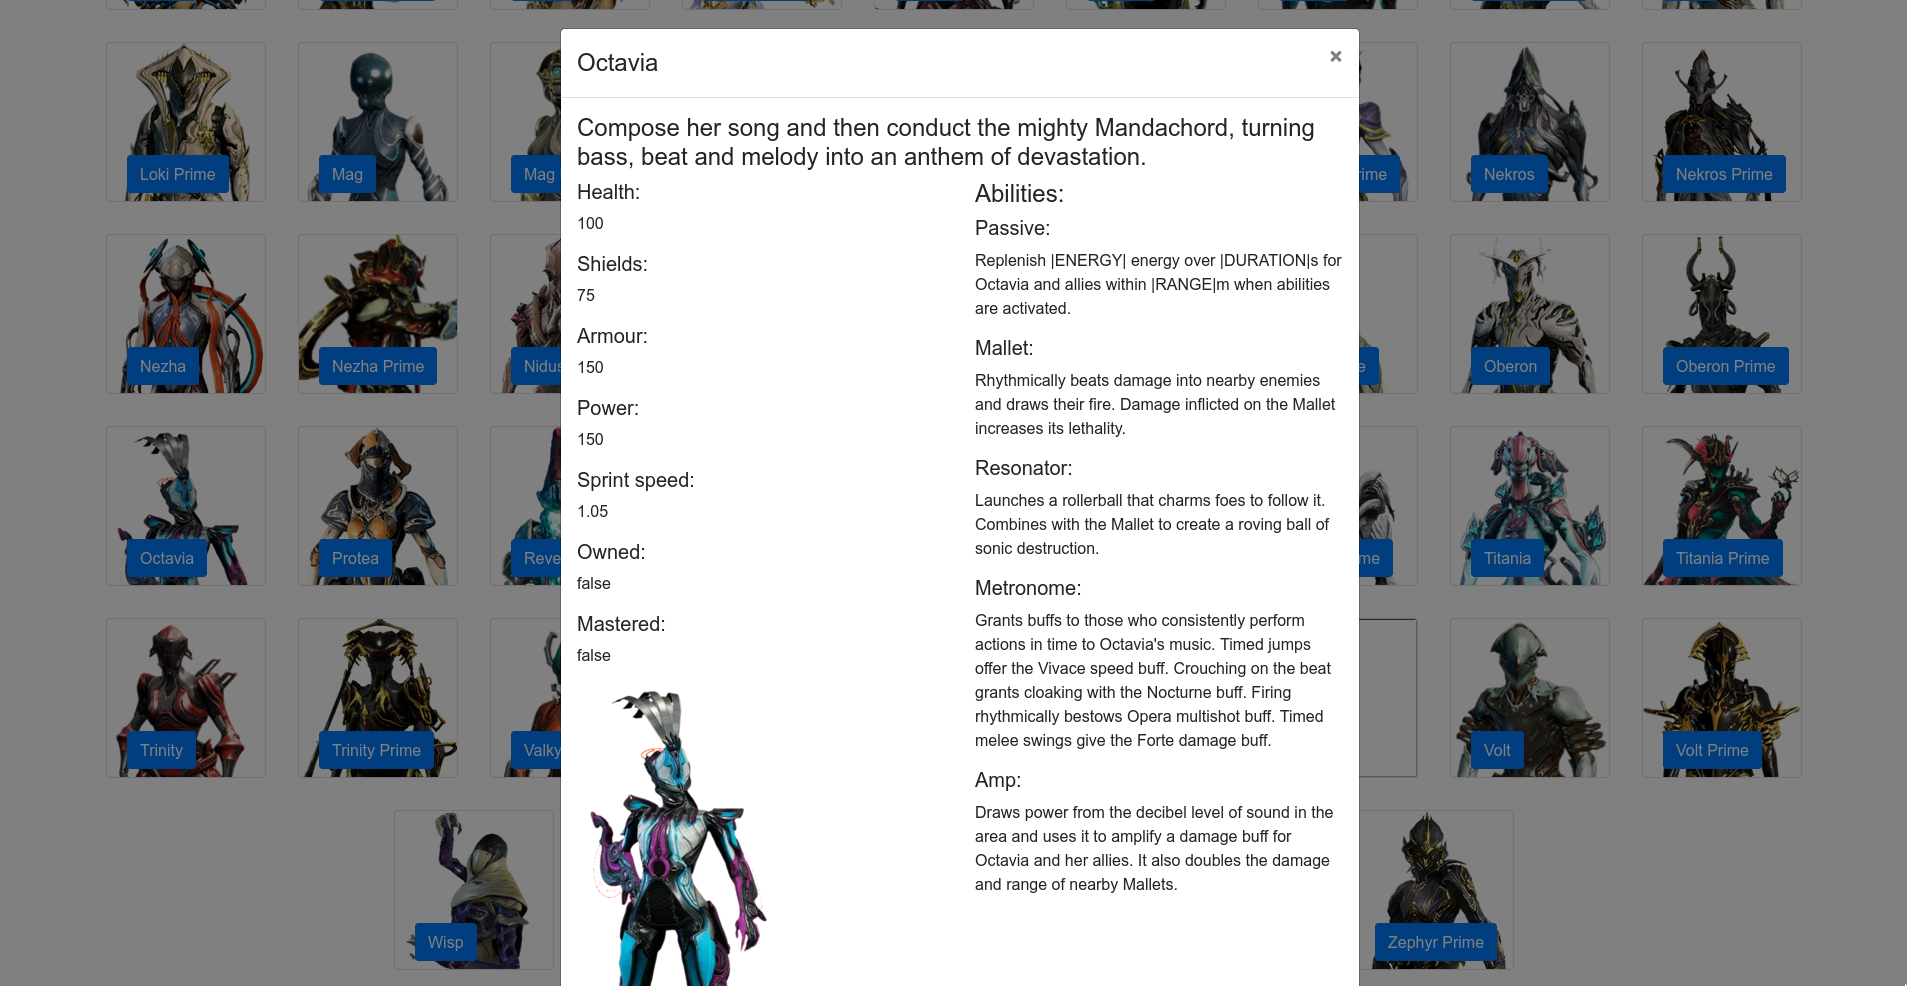 Octavia
×
Compose her song and then conduct the mighty Mandachord, turning
bass, beat and melody into an anthem of devastation.
Health:
100
Shields:
75
Armour:
150
Power:
150
Sprint speed:
1.05
Owned:
false
Mastered:
false
Abilities:
Passive:
Replenish |ENERGY| energy over |DURATION|s for
Octavia and allies within |RANGE|m when abilities
are activated.
Mallet:
Rhythmically beats damage into nearby enemies
and draws their fire. Damage inflicted on the Mallet
increases its lethality.
Resonator:
Launches a rollerball that charms foes to follow it.
Combines with the Mallet to create a roving ball of
sonic destruction.
Metronome:
Grants buffs to those who consistently perform
actions in time to Octavia's music. Timed jumps
offer the Vivace speed buff. Crouching on the beat
grants cloaking with the Nocturne buff. Firing
rhythmically bestows Opera multishot buff. Timed
melee swings give the Forte damage buff.
Amp:
Draws power from the decibel level of sound in the
area and uses it to amplify a damage buff for
Octavia and her allies. It also doubles the damage
and range of nearby Mallets.
Loki Prime
Mag
Mag
Nekros
Nekros Prime
Nezha
Nezha Prime
Oberon
Oberon Prime
Octavia
Protea
Titania
Titania Prime
Trinity
Trinity Prime
Volt
Volt Prime
Wisp
Zephyr Prime